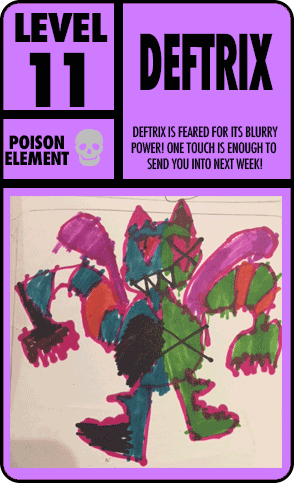 LEVEL
11
DEFTRIX
POISON
ELEMENT
DEFTRIX IS FEARED FOR ITS BLURRY
POWER! ONE TOUCH IS ENOUGH TO
SEND YOU INTO NEXT WEEK!